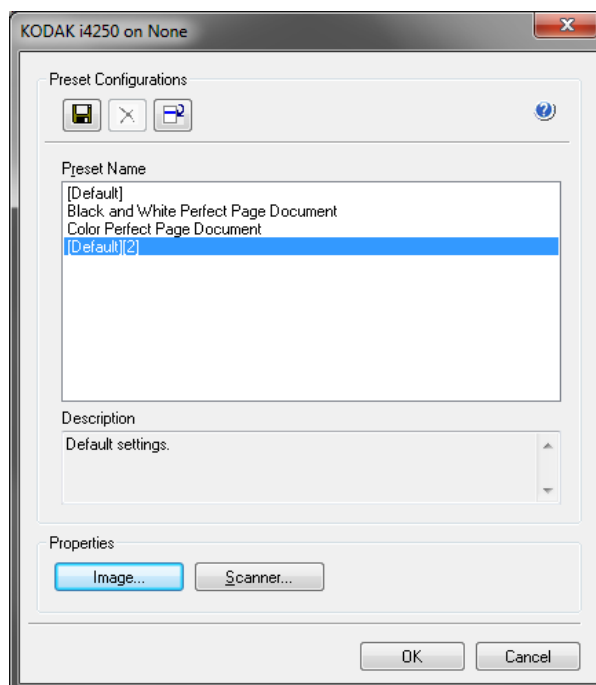 KODAK i4250 on None
Preset Configurations
Preset Name
[Default]
Black and White Perfect Page Document
Color Perfect Page Document
[Default][2]
Description
Default settings.
Properties
Image...
Scanner...
OK
Cancel